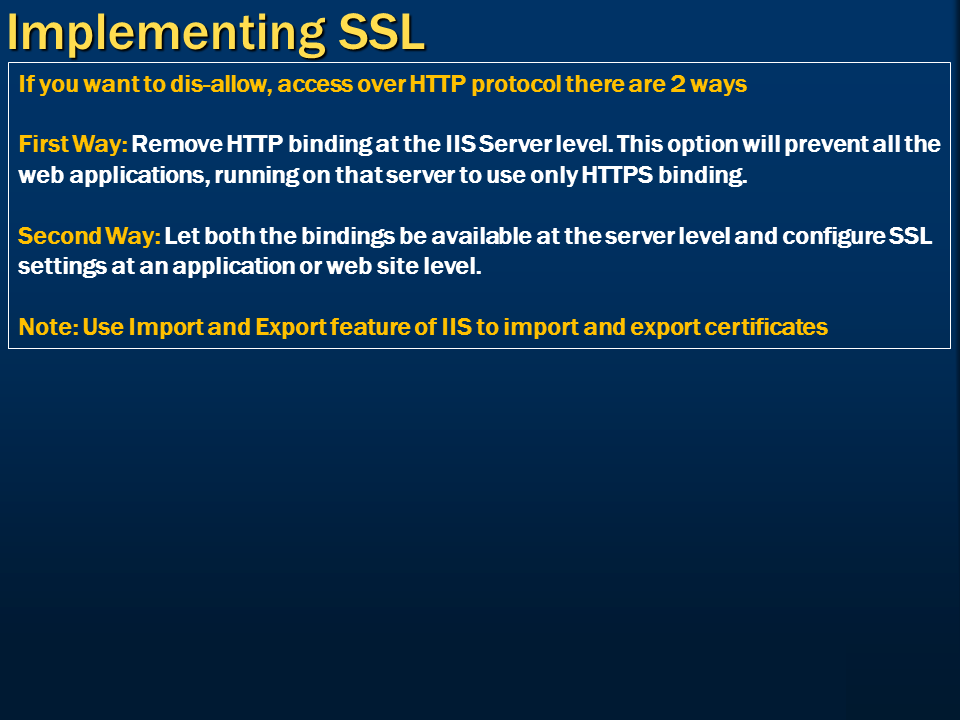 Implementing SSL
If you want to dis-allow, access over HTTP protocol there are 2 ways
First Way: Remove HTTP binding at the IIS Server level. This option will prevent all the
web applications, running on that server to use only HTTPS binding.
Second Way: Let both the bindings be available at the server level and configure SSL
settings at an application or web site level.
Note: Use Import and Export feature of IIS to import and export certificates